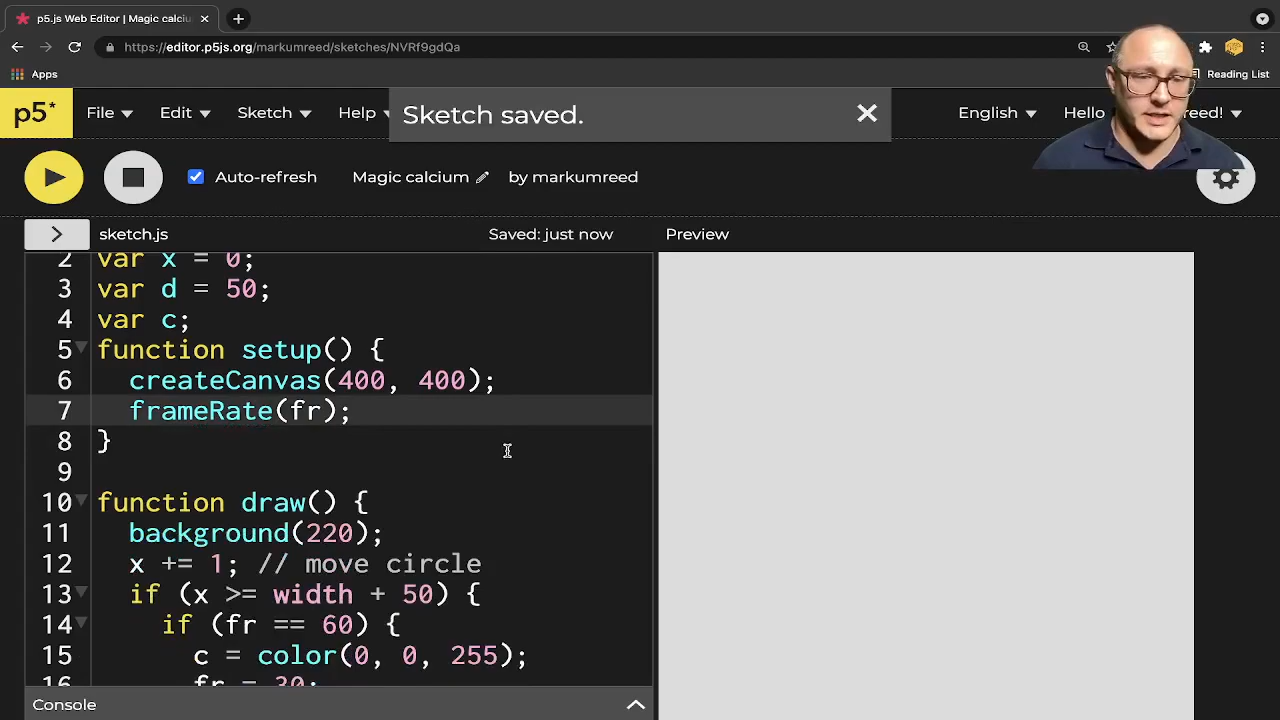 p5.js Web Editor | Magic calciu
https://editor.p5js.org/markumreed/sketches/NVRf9gdQa
Apps
Reading List
p5* File Edit Sketch Help
Sketch saved.
English Hello reed!
Auto-refresh Magic calcium by markumreed
sketch.js Saved: just now Preview
2 var x = 0;
3 var d = 50;
4 var c;
5 function setup() {
6 createCanvas(400, 400);
7 frameRate(fr);
8 }
9
10 function draw() {
11 background(220);
12 x += 1; // move circle
13 if (x >= width + 50) {
14 if (fr == 60) {
15 c = color(0, 0, 255);
16 fr = 30;
Console